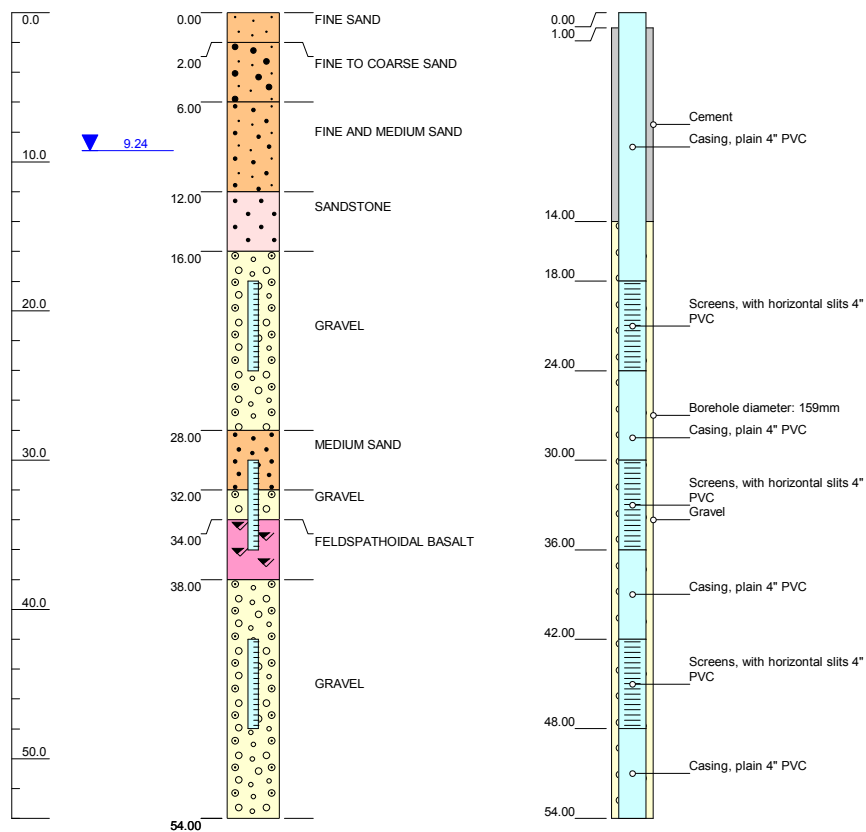 0.0
10.0
20.0
30.0
40.0
50.0
9.24
0.00
2.00
6.00
12.00
16.00
28.00
32.00
34.00
38.00
54.00
FINE SAND
FINE TO COARSE SAND
FINE AND MEDIUM SAND
SANDSTONE
GRAVEL
MEDIUM SAND
GRAVEL
FELDSPATHOIDAL BASALT
GRAVEL
0.00
1.00
14.00
18.00
24.00
30.00
36.00
42.00
48.00
54.00
Cement
Casing, plain 4" PVC
Screens, with horizontal slits 4"
PVC
Borehole diameter: 159mm
Casing, plain 4" PVC
Screens, with horizontal slits 4"
PVC
Gravel
Casing, plain 4" PVC
Screens, with horizontal slits 4"
PVC
Casing, plain 4" PVC